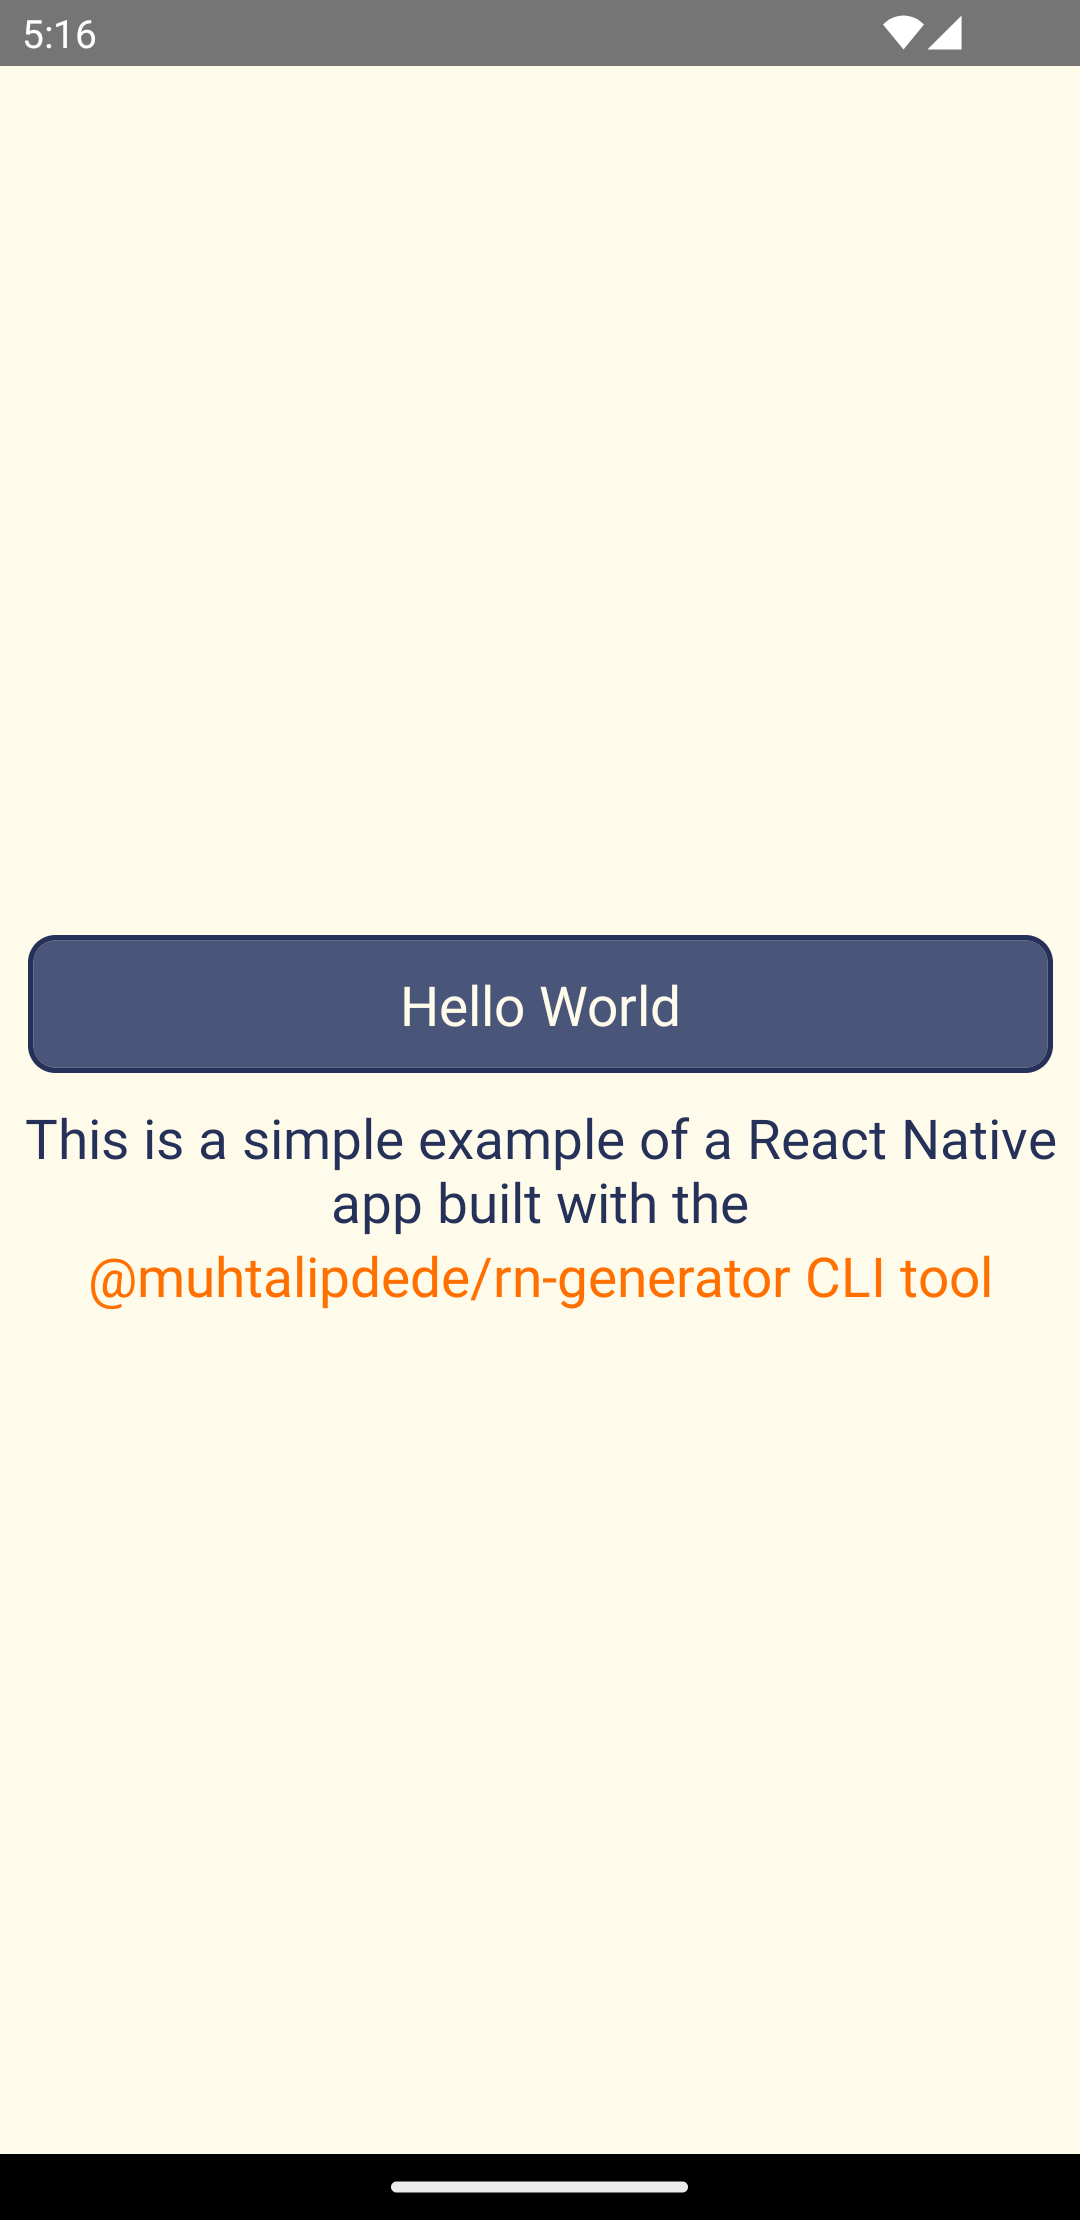 5:16
Hello World
This is a simple example of a React Native
app built with the
@muhtalipdede/rn-generator CLI tool